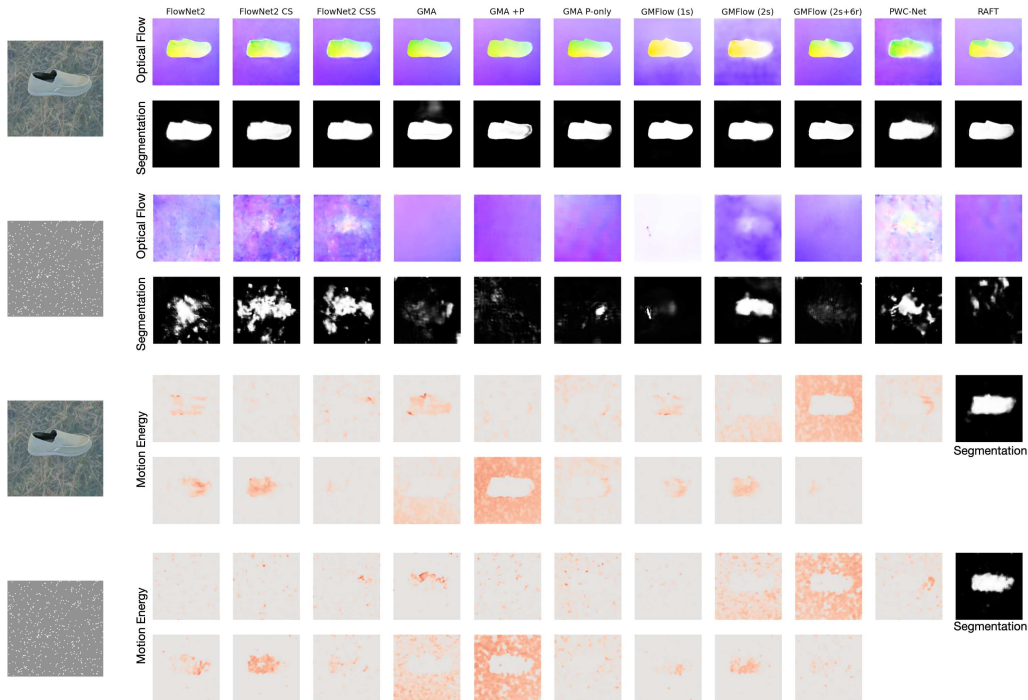 FlowNet2 FlowNet2 CS FlowNet2 CSS GMA GMA +P GMA P-only GMFlow (1s) GMFlow (2s) GMFlow (2s+6r) PWC-Net RAFT
Optical Flow
Segmentation
Optical Flow
Segmentation
Motion Energy
Segmentation
Motion Energy
Segmentation